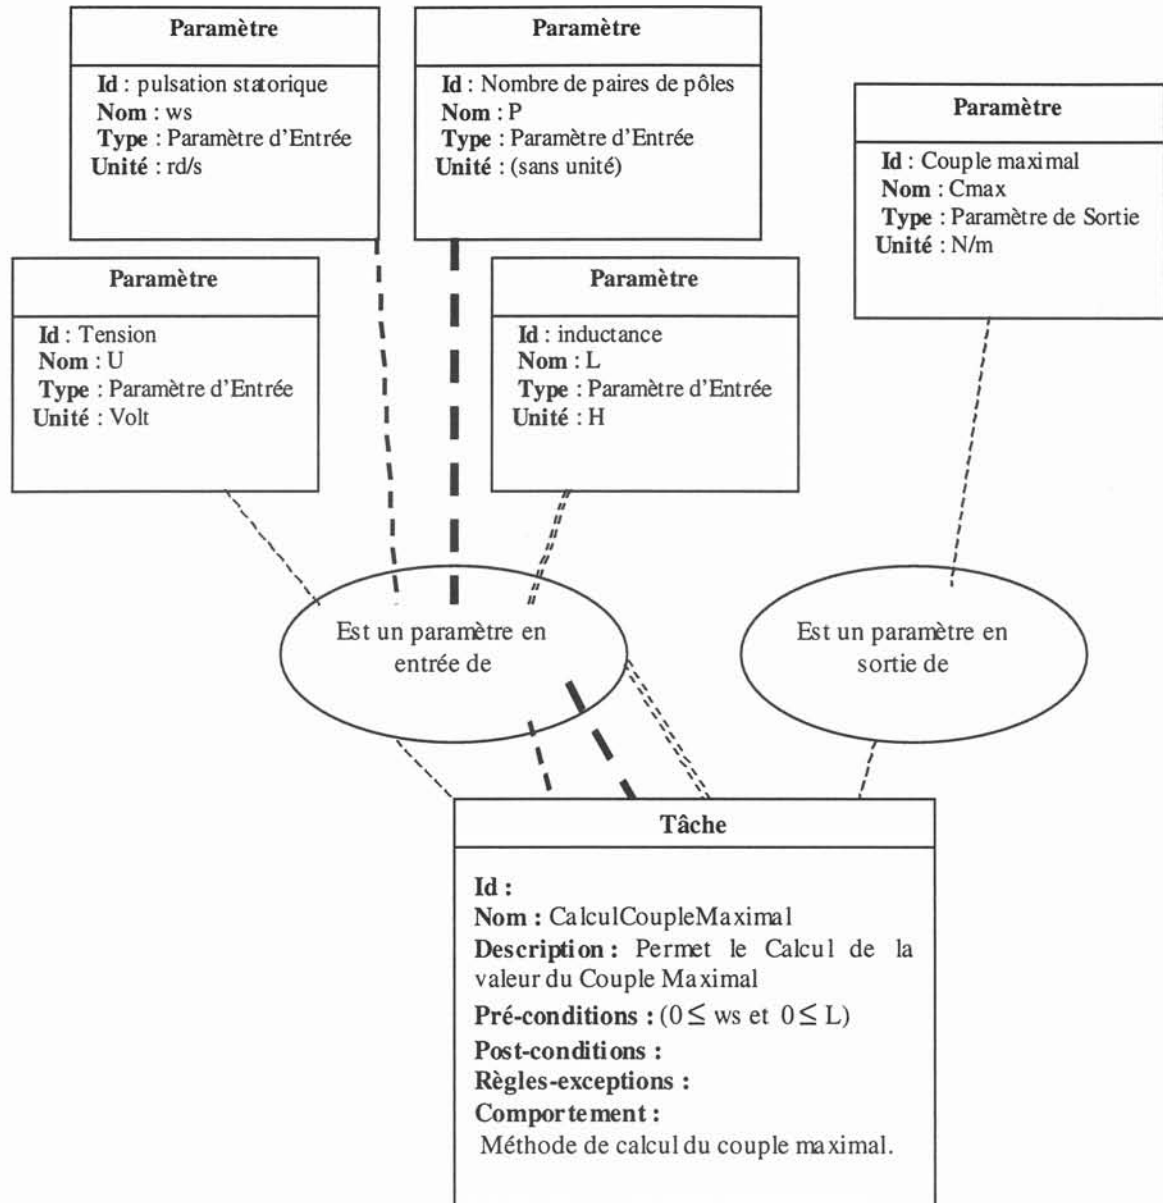 Paramètre
Id : pulsation statorique
Nom : ws
Type : Paramètre d'Entrée
Unité : rd/s
Paramètre
Id : Nombre de paires de pôles
Nom : P
Type : Paramètre d'Entrée
Unité : (sans unité)
Paramètre
Id : Couple maximal
Nom : Cmax
Type : Paramètre de Sortie
Unité : N/m
Paramètre
Id : Tension
Nom : U
Type : Paramètre d'Entrée
Unité : Volt
Paramètre
Id : inductance
Nom : L
Type : Paramètre d'Entrée
Unité : H
Est un paramètre en
entrée de
Est un paramètre en
sortie de
Tâche
Id :
Nom : CalculCoupleMaximal
Description : Permet le Calcul de la
valeur du Couple Maximal
Pré-conditions : (0 ≤ ws et 0 ≤ L)
Post-conditions :
Règles-exceptions :
Comportement :
Méthode de calcul du couple maximal.